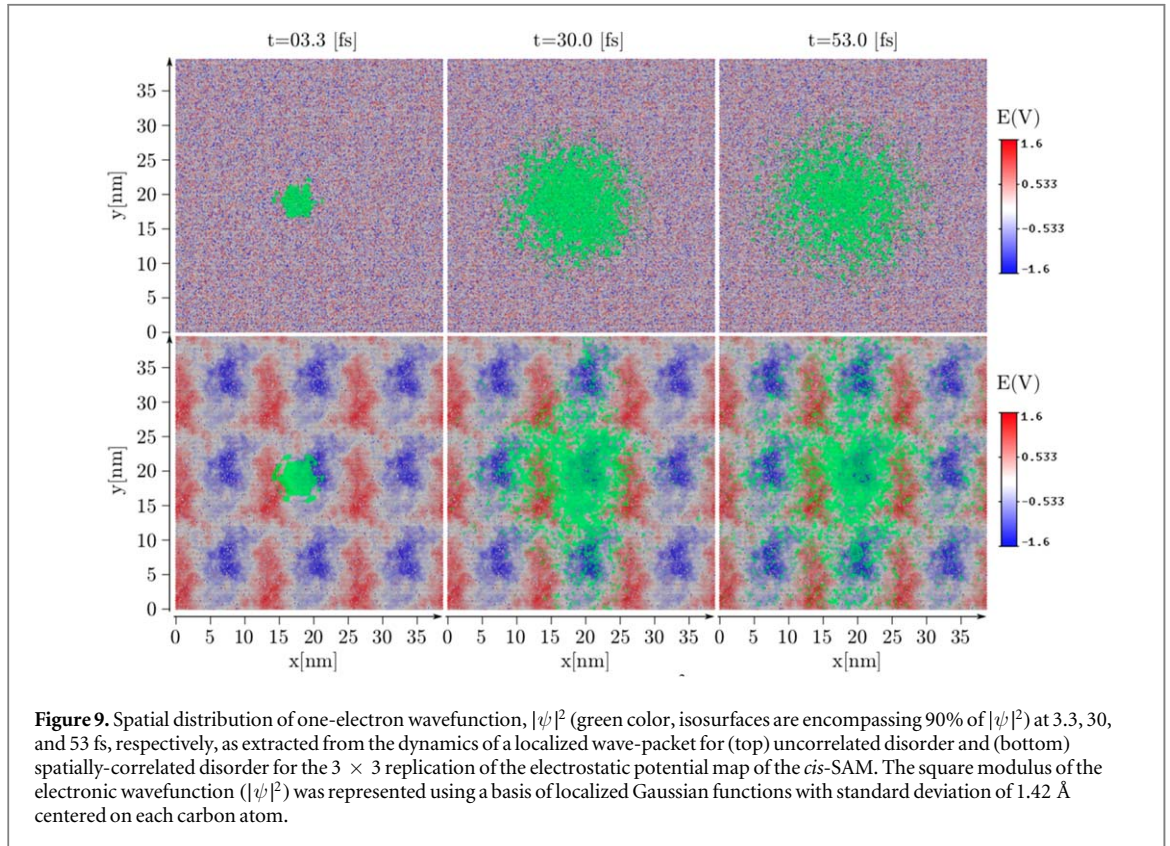 t=03.3 [fs] t=30.0 [fs] t=53.0 [fs]
35
30
25
20
15
10
5
0
y[nm]
E(V)
1.6
0.533
-0.533
-1.6
35
30
25
20
15
10
5
0
y[nm]
E(V)
1.6
0.533
-0.533
-1.6
0 5 10 15 20 25 30 35 0 5 10 15 20 25 30 35 0 5 10 15 20 25 30 35
x[nm] x[nm] x[nm]
Figure 9. Spatial distribution of one-electron wavefunction, |ψ|² (green color, isosurfaces are encompassing 90% of |ψ|²) at 3.3, 30,
and 53 fs, respectively, as extracted from the dynamics of a localized wave-packet for (top) uncorrelated disorder and (bottom)
spatially-correlated disorder for the 3 × 3 replication of the electrostatic potential map of the cis-SAM. The square modulus of the
electronic wavefunction (|ψ|²) was represented using a basis of localized Gaussian functions with standard deviation of 1.42 Å
centered on each carbon atom.